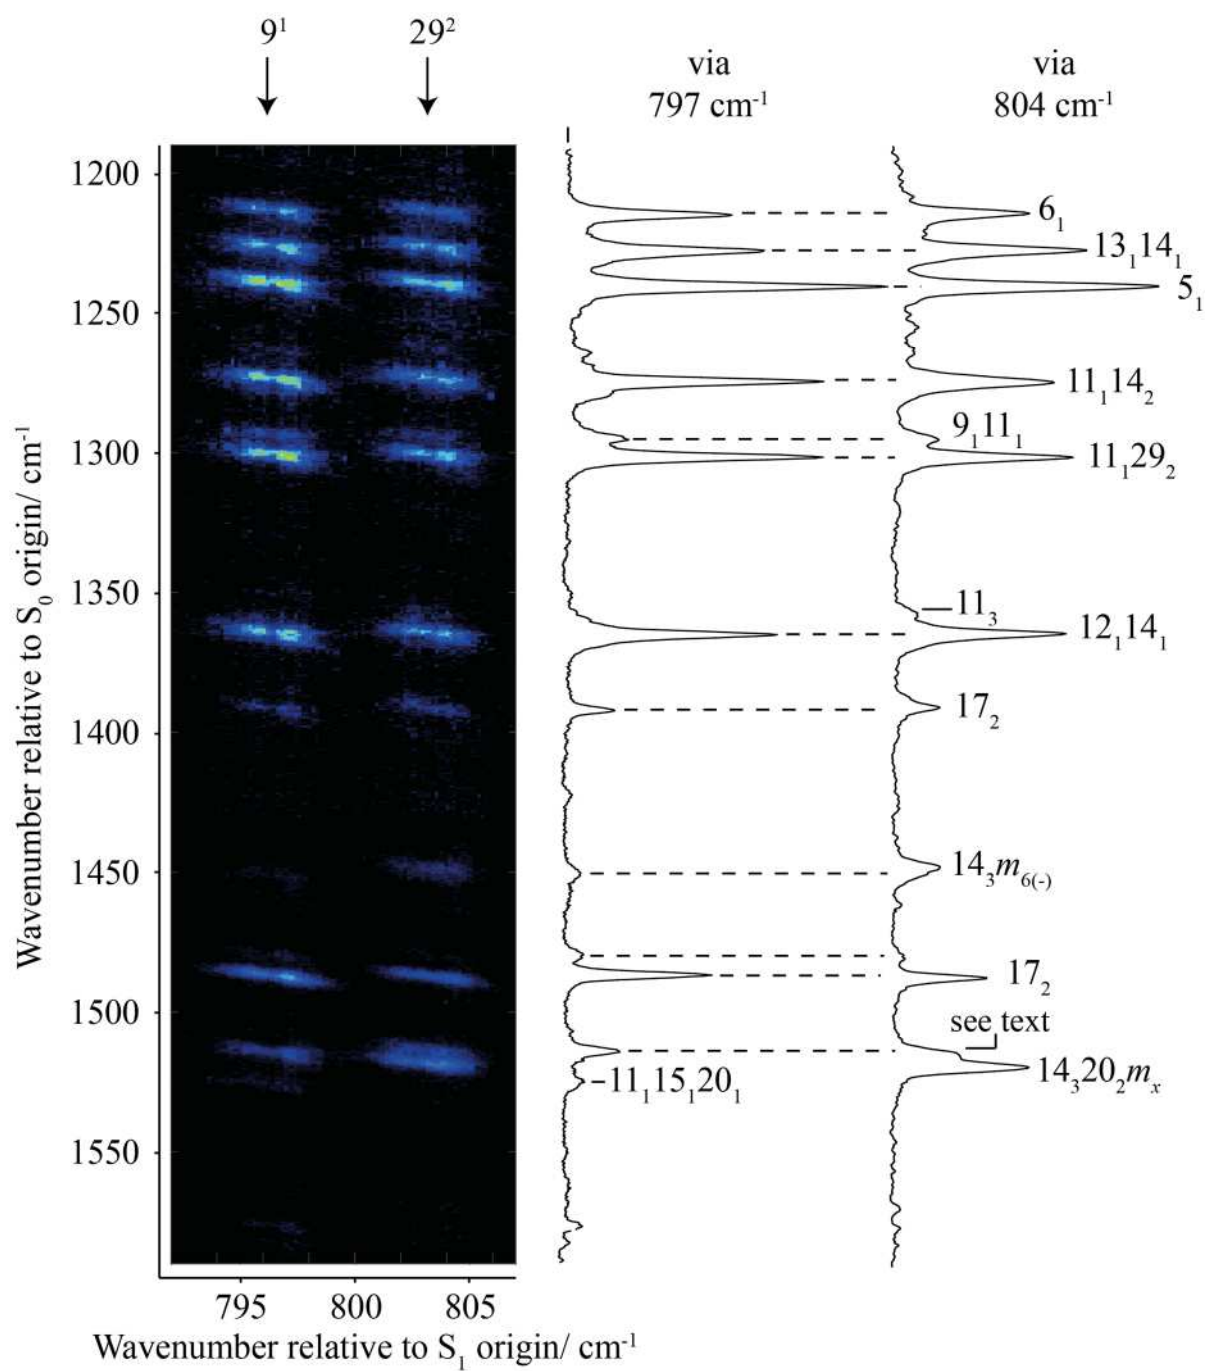 9¹
29²
via
797 cm⁻¹
via
804 cm⁻¹
Wavenumber relative to S₀ origin/ cm⁻¹
1200
1250
1300
1350
1400
1450
1500
1550
6₁
13₁14₁
5₁
11₁14₂
9₁11₁
11₁29₂
11₃
12₁14₁
17₂
14₃m₆₍₋₎
17₂
see text
14₃20₂mₓ
11₁15₁20₁
795
800
805
Wavenumber relative to S₁ origin/ cm⁻¹